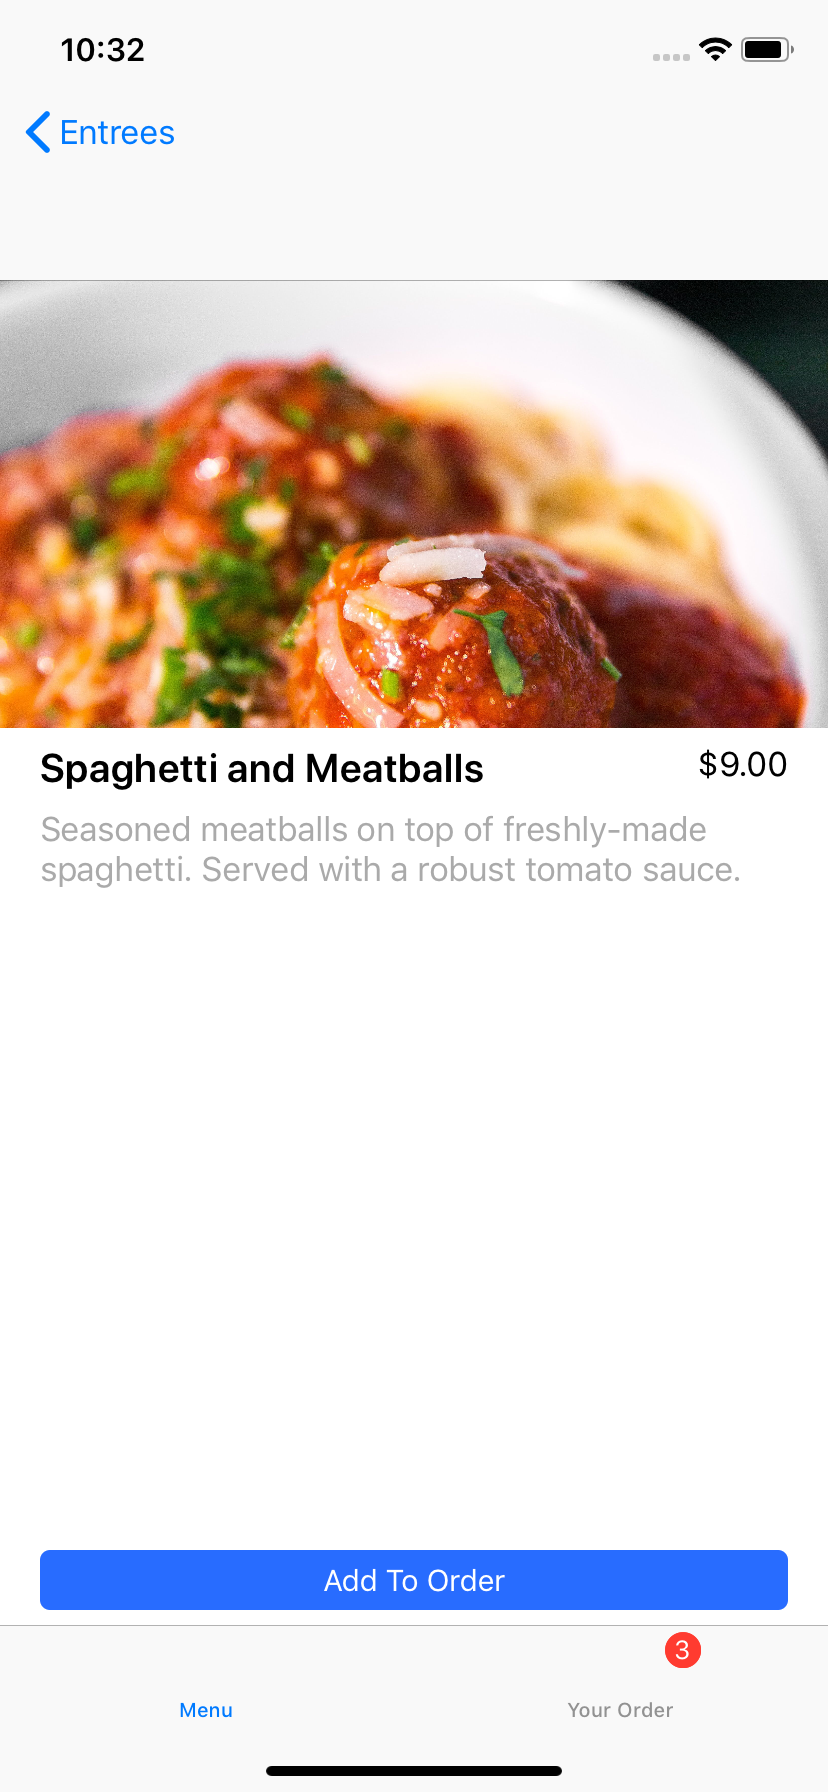 10:32
Entrees
Spaghetti and Meatballs
$9.00
Seasoned meatballs on top of freshly-made
spaghetti. Served with a robust tomato sauce.
Add To Order
3
Menu
Your Order